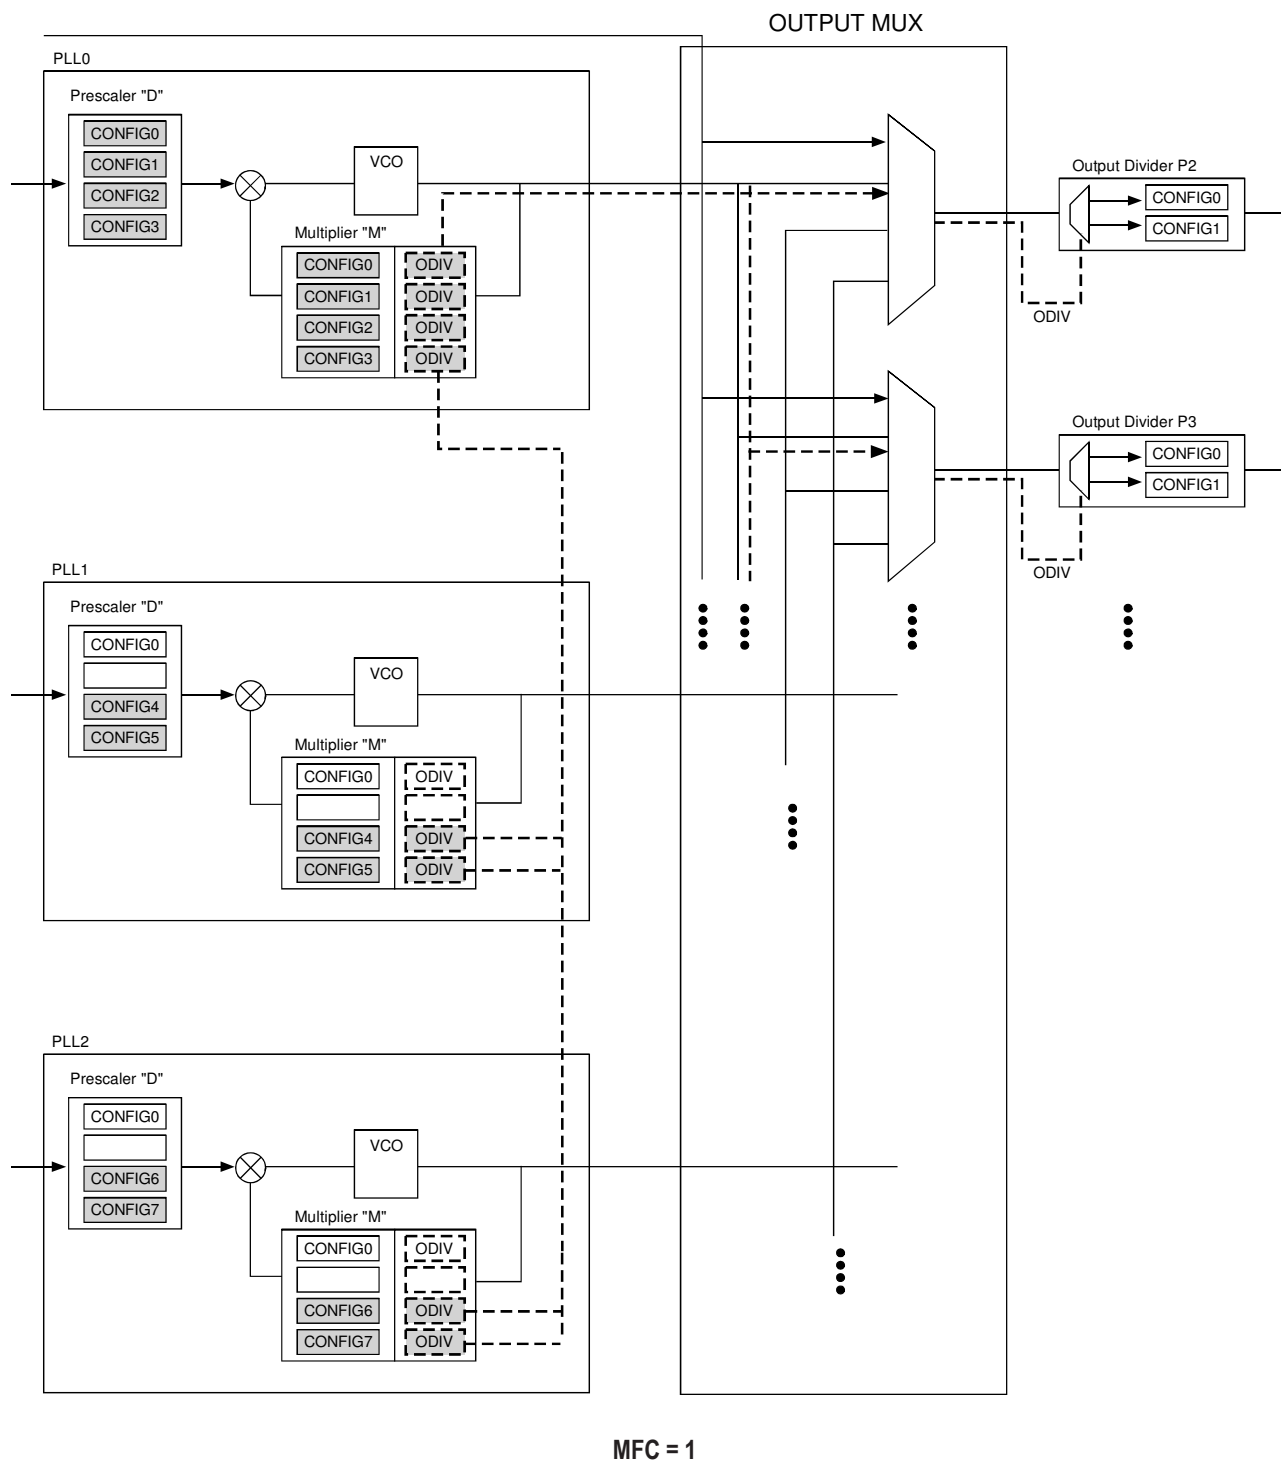 OUTPUT MUX
PLL0
Prescaler "D"
CONFIG0
CONFIG1
CONFIG2
CONFIG3
VCO
Multiplier "M"
CONFIG0 ODIV
CONFIG1 ODIV
CONFIG2 ODIV
CONFIG3 ODIV
Output Divider P2
CONFIG0
CONFIG1
ODIV
Output Divider P3
CONFIG0
CONFIG1
ODIV
PLL1
Prescaler "D"
CONFIG0
CONFIG4
CONFIG5
VCO
Multiplier "M"
CONFIG0 ODIV
CONFIG4 ODIV
CONFIG5 ODIV
PLL2
Prescaler "D"
CONFIG0
CONFIG6
CONFIG7
VCO
Multiplier "M"
CONFIG0 ODIV
CONFIG6 ODIV
CONFIG7 ODIV
MFC = 1